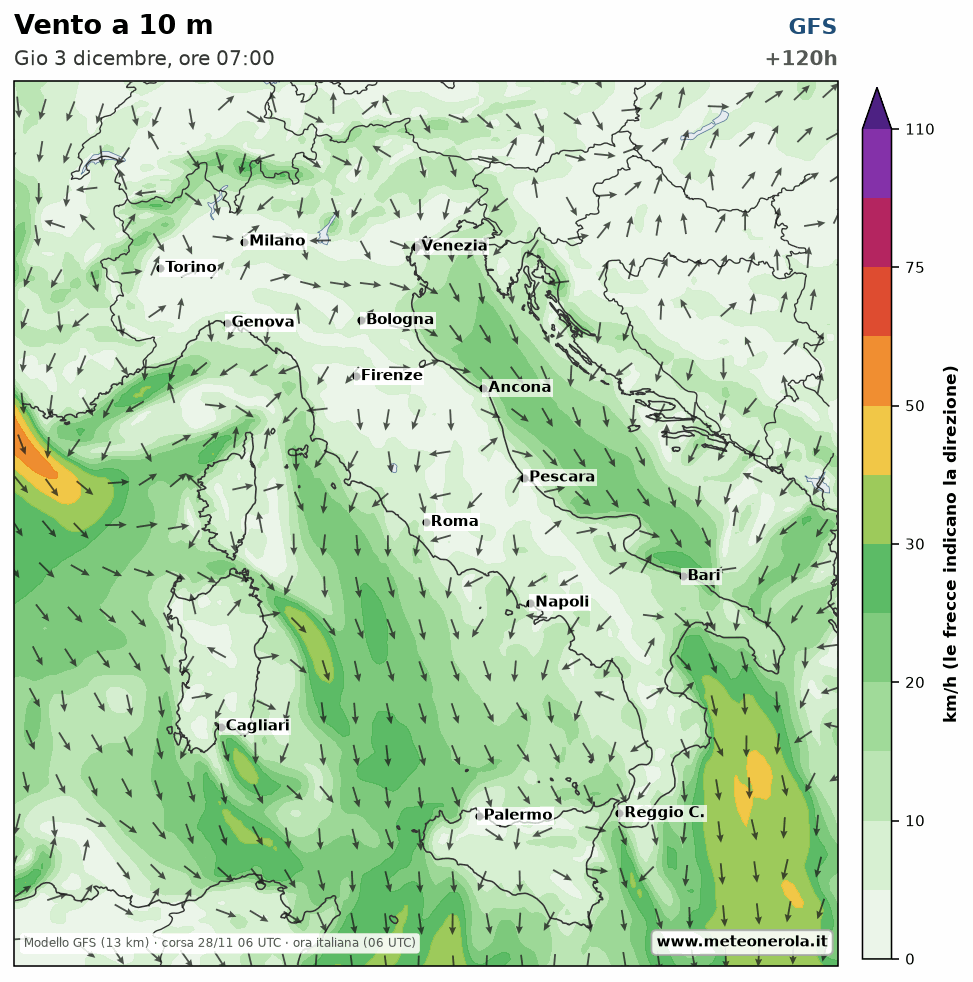 Vento a 10 m
GFS
Gio 3 dicembre, ore 07:00
+120h
Milano
Venezia
Torino
Genova
Bologna
Firenze
Ancona
Pescara
Roma
Bari
Napoli
Cagliari
Palermo
Reggio C.
Modello GFS (13 km) · corsa 28/11 06 UTC · ora italiana (06 UTC)
www.meteonerola.it
110
75
50
30
20
10
0
km/h (le frecce indicano la direzione)